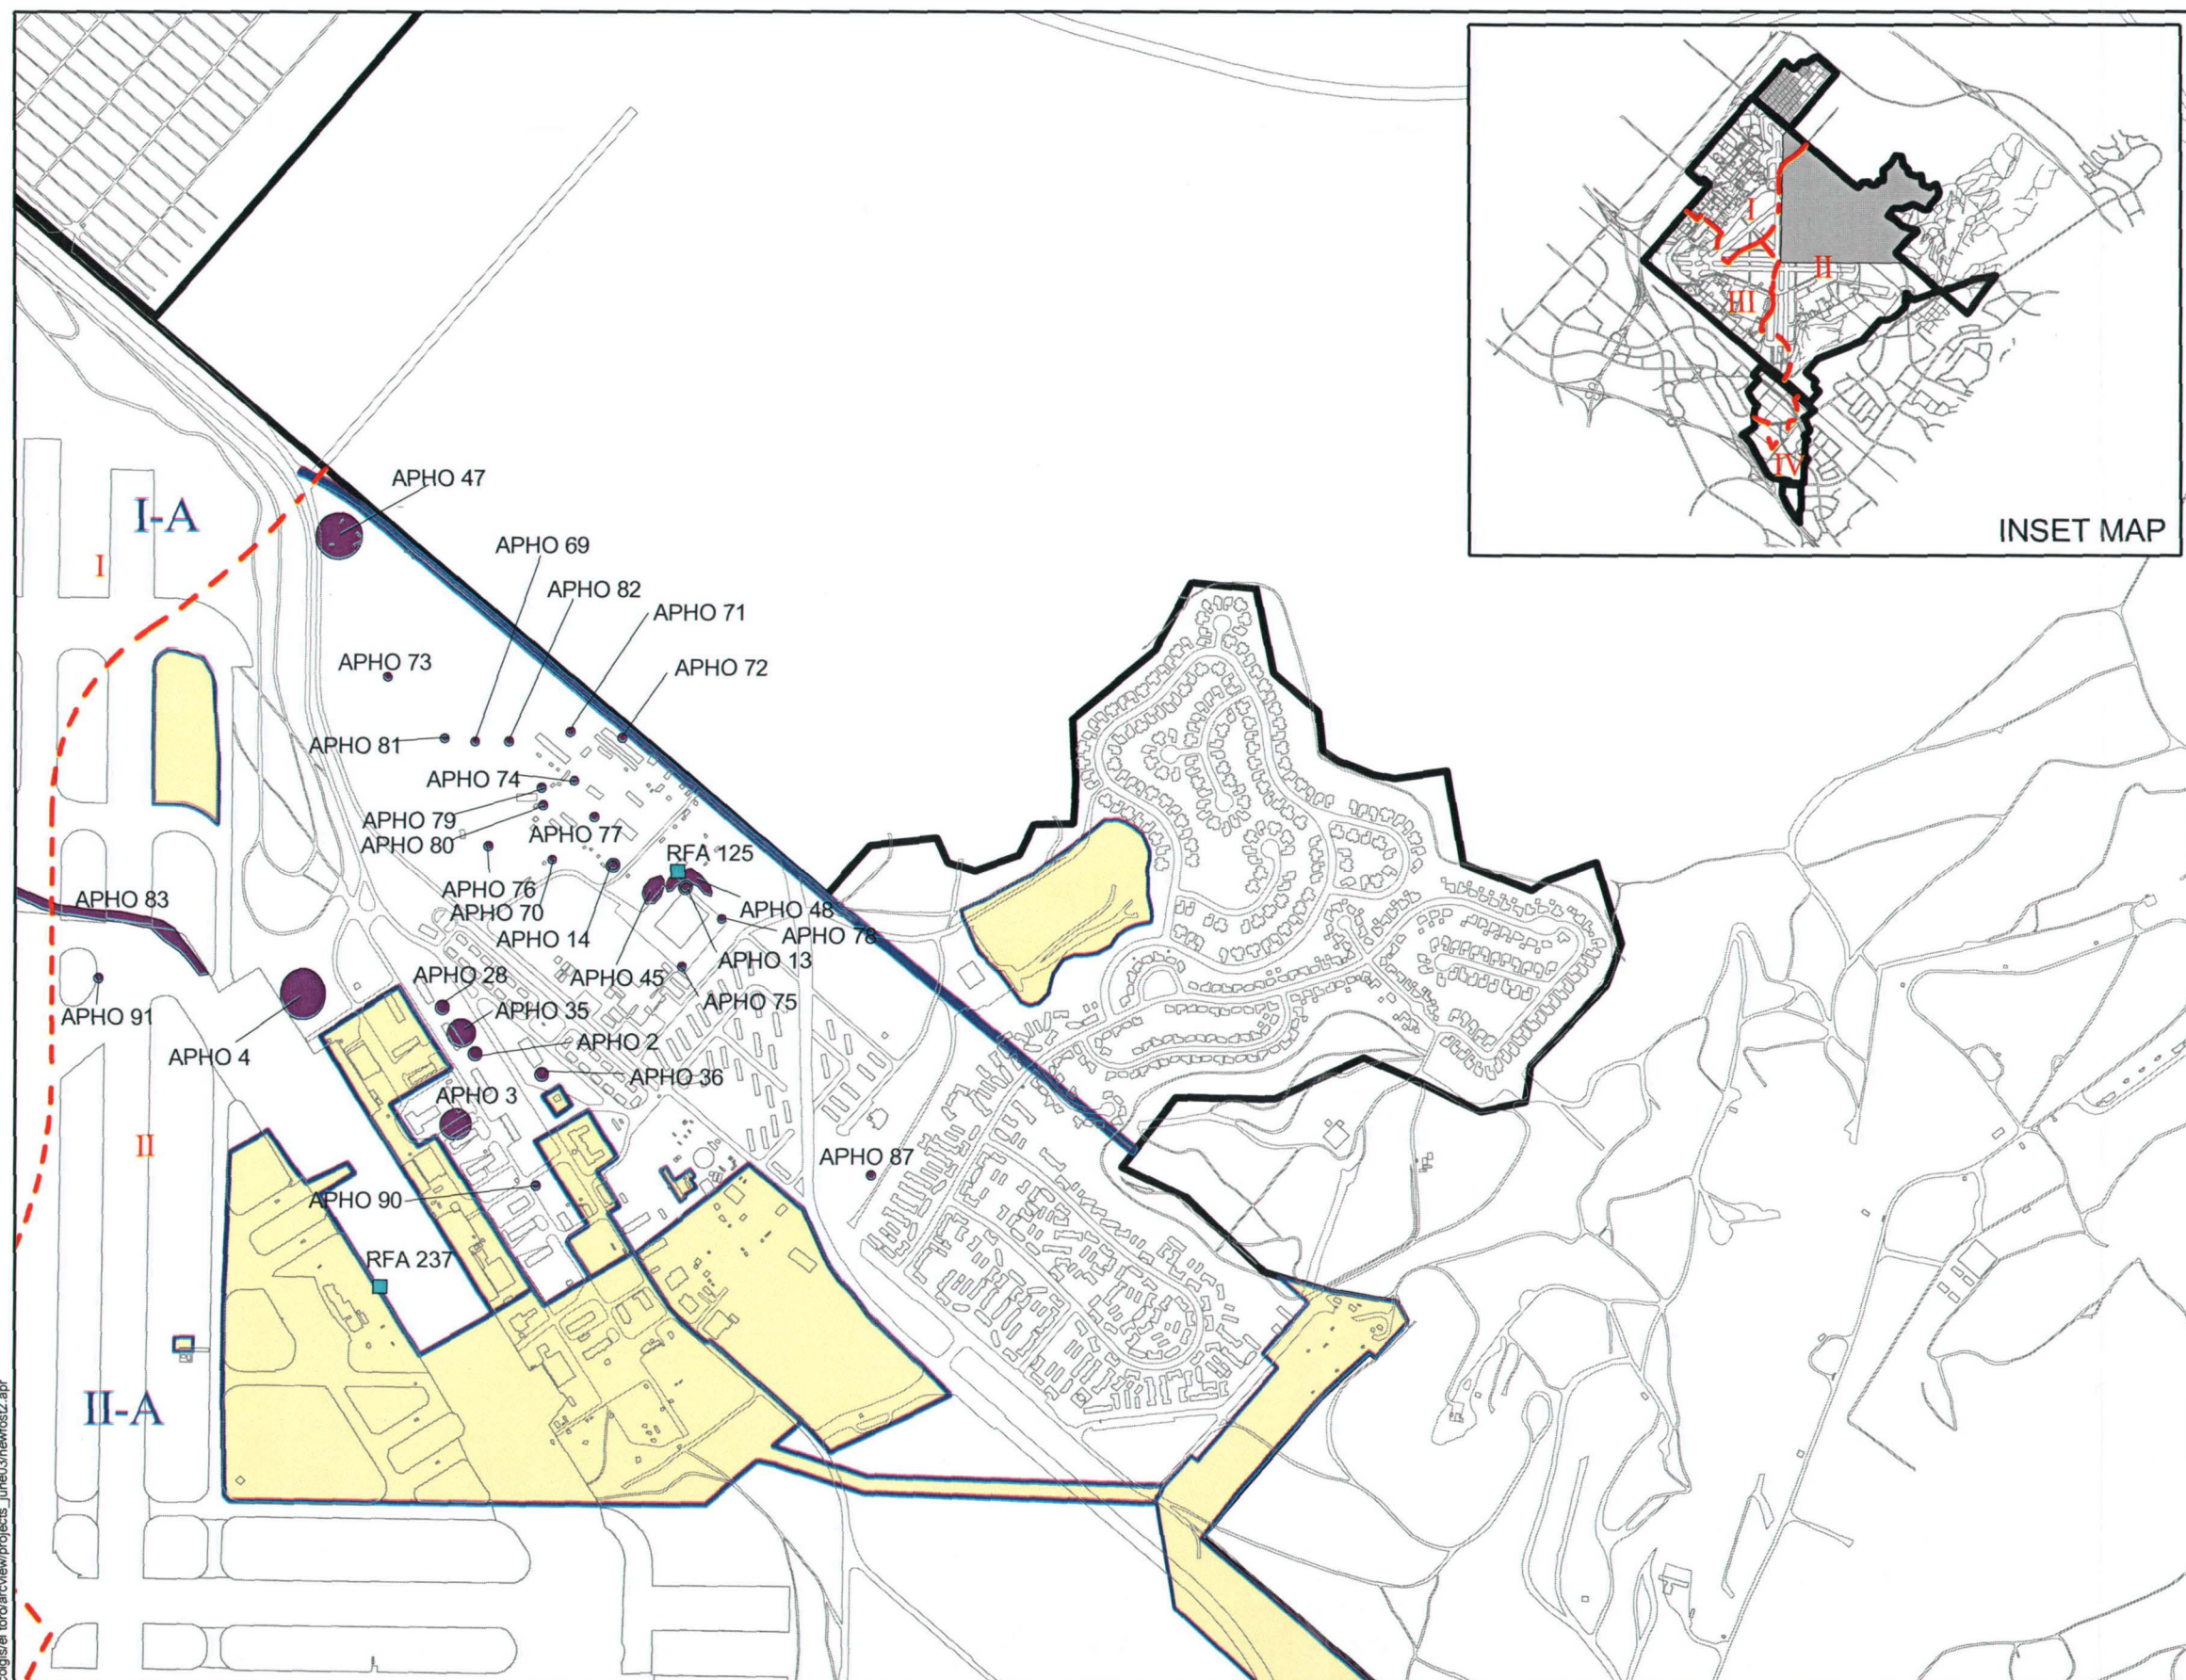 I
II
III
IV
INSET MAP
APHO 47
I-A
I
APHO 69
APHO 82
APHO 71
APHO 73
APHO 72
APHO 81
APHO 74
APHO 79
APHO 77
APHO 80
RFA 125
APHO 76
APHO 83
APHO 48
APHO 70
APHO 14
APHO 78
APHO 13
APHO 28
APHO 45
APHO 75
APHO 35
APHO 91
APHO 2
APHO 4
APHO 36
APHO 3
II
APHO 87
APHO 90
RFA 237
II-A